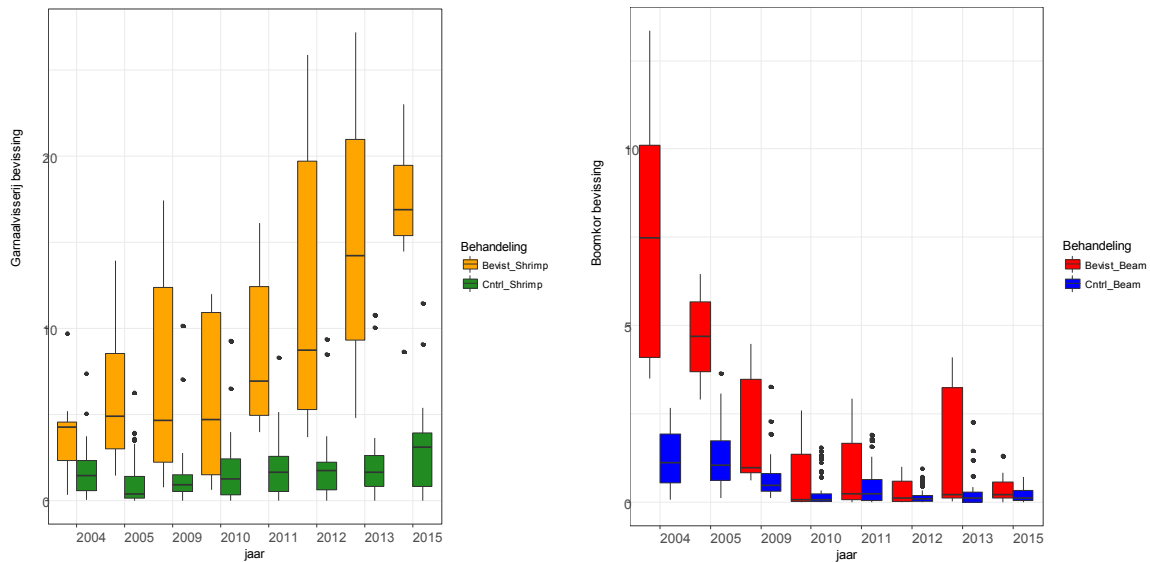 Garnaalvisserij bevissing
20
10
0
2004 2005 2009 2010 2011 2012 2013 2015
jaar
Behandeling
Bevist_Shrimp
Cntrl_Shrimp
Boomkor bevissing
10
5
0
2004 2005 2009 2010 2011 2012 2013 2015
jaar
Behandeling
Bevist_Beam
Cntrl_Beam